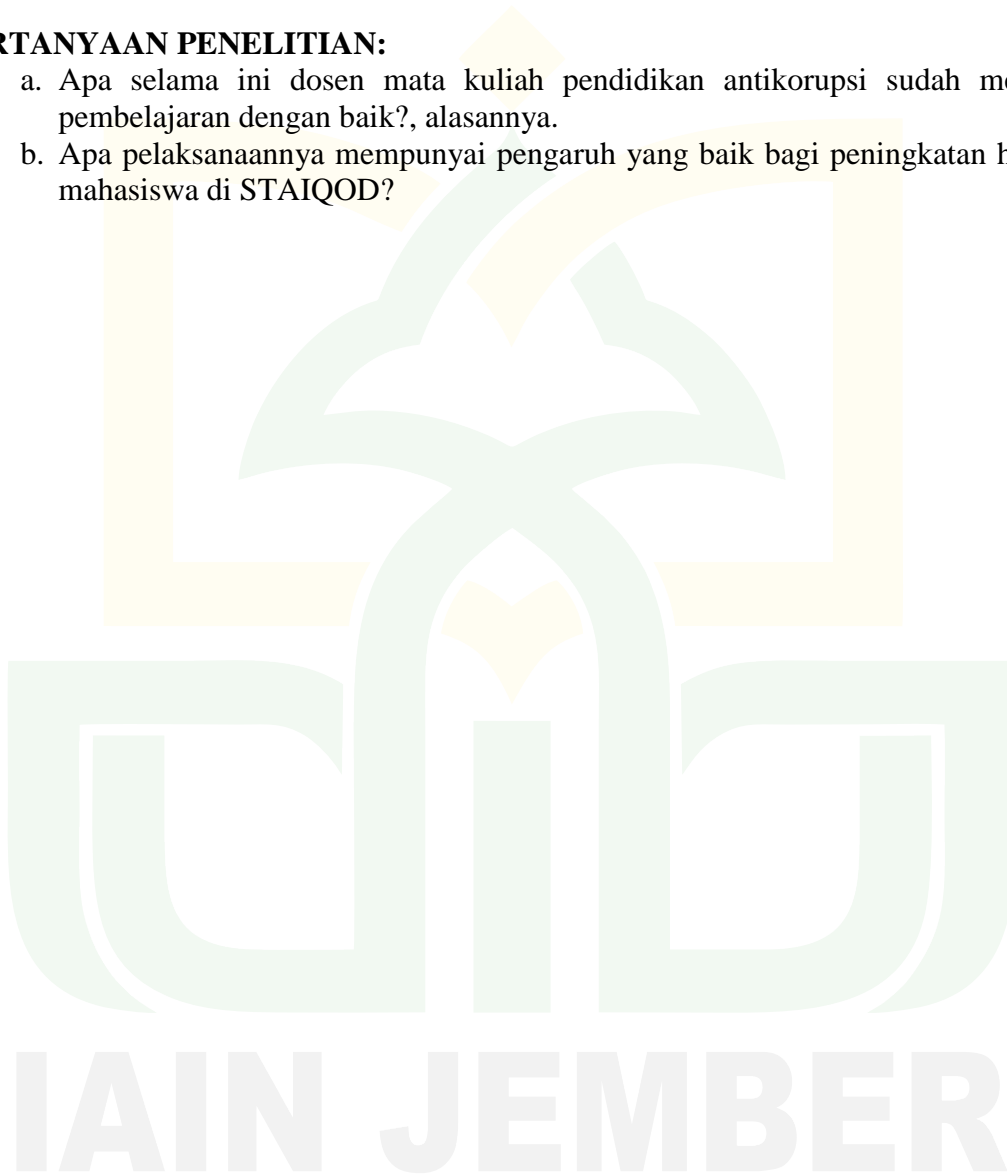 RTANYAAN PENELITIAN:
a. Apa selama ini dosen mata kuliah pendidikan antikorupsi sudah
pembelajaran dengan baik?, alasannya.
b. Apa pelaksanaannya mempunyai pengaruh yang baik bagi peningkatan
mahasiswa di STAIQOD?
IAIN JEMBER